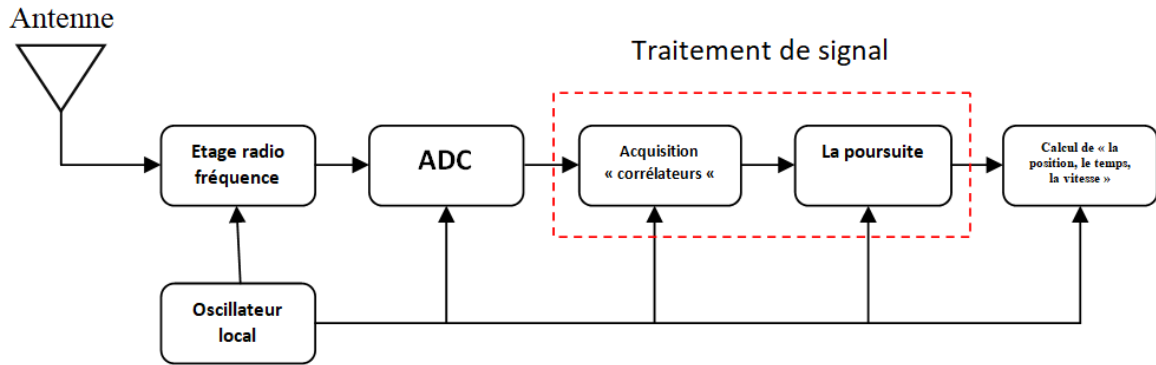 Antenne
Traitement de signal
Etage radio
fréquence
ADC
Acquisition
« corrélateurs «
La poursuite
Calcul de « la
position, le temps,
la vitesse »
Oscillateur
local